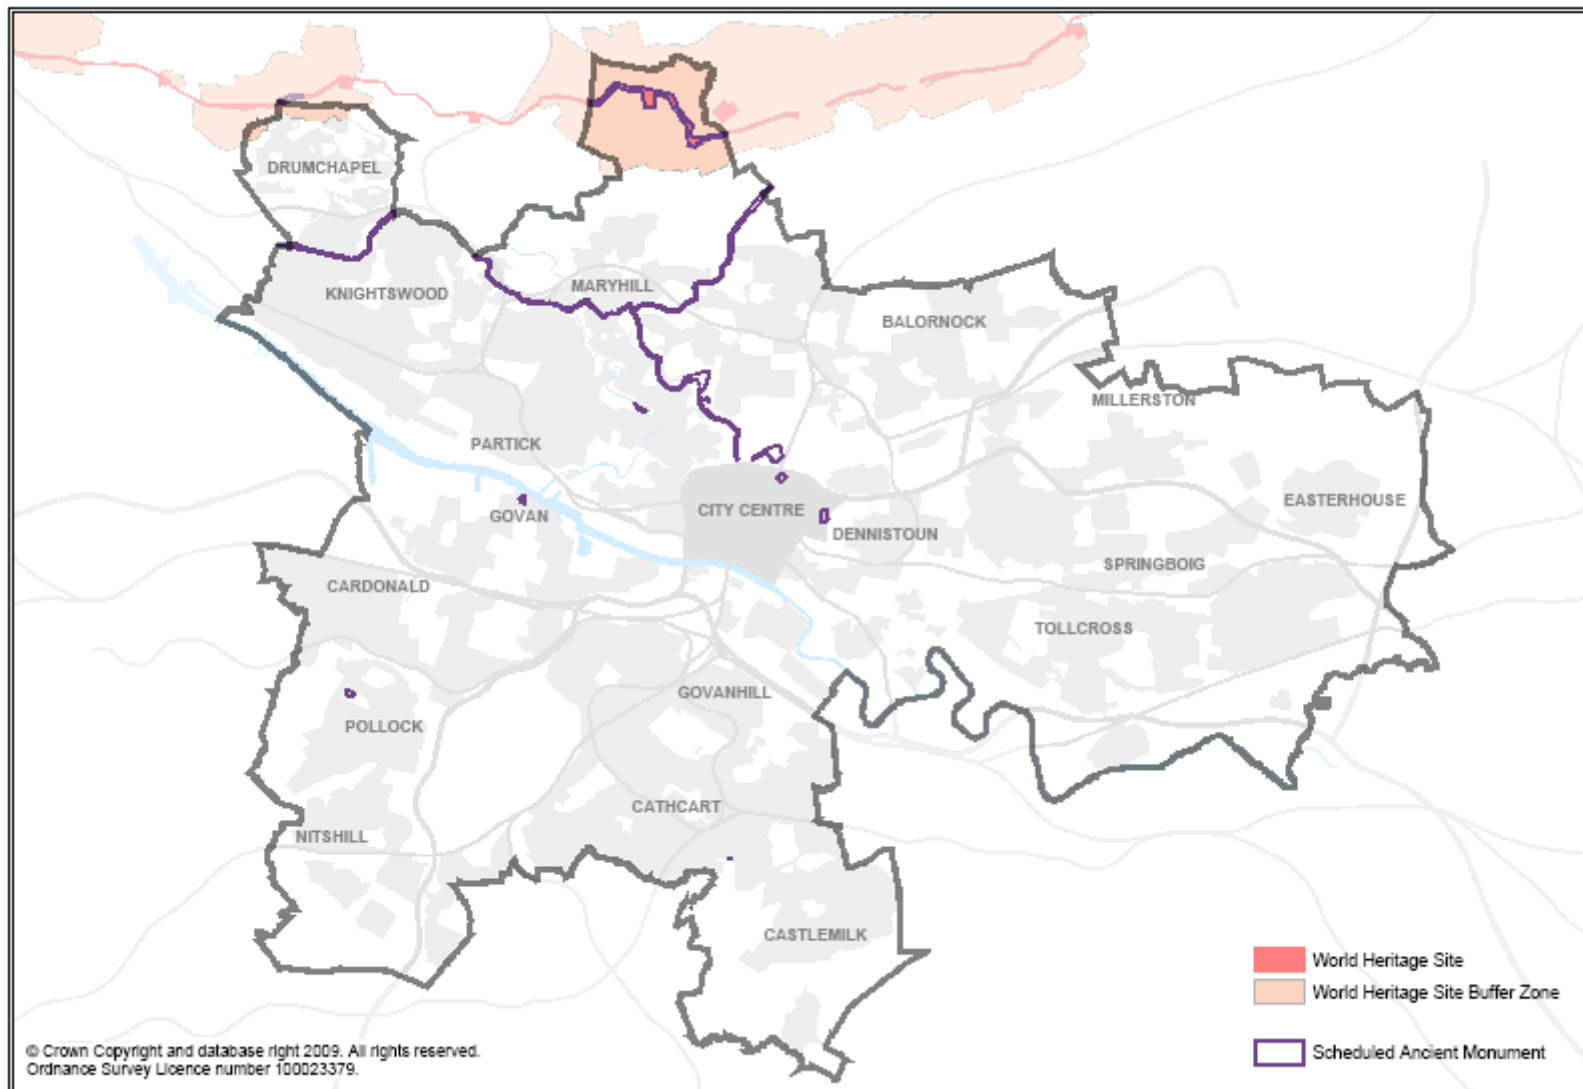 DRUMCHAPEL
KNIGHTSWOOD
MARYHILL
BALORNOCK
MILLERSTON
PARTICK
EASTERHOUSE
CITY CENTRE
GOVAN
DENNISTOUN
SPRINGBOIG
CARDONALD
TOLLCROSS
GOVANHILL
POLLOCK
CATHCART
NITSHILL
CASTLEMILK
World Heritage Site
World Heritage Site Buffer Zone
Scheduled Ancient Monument
© Crown Copyright and database right 2009. All rights reserved.
Ordnance Survey Licence number 100023379.